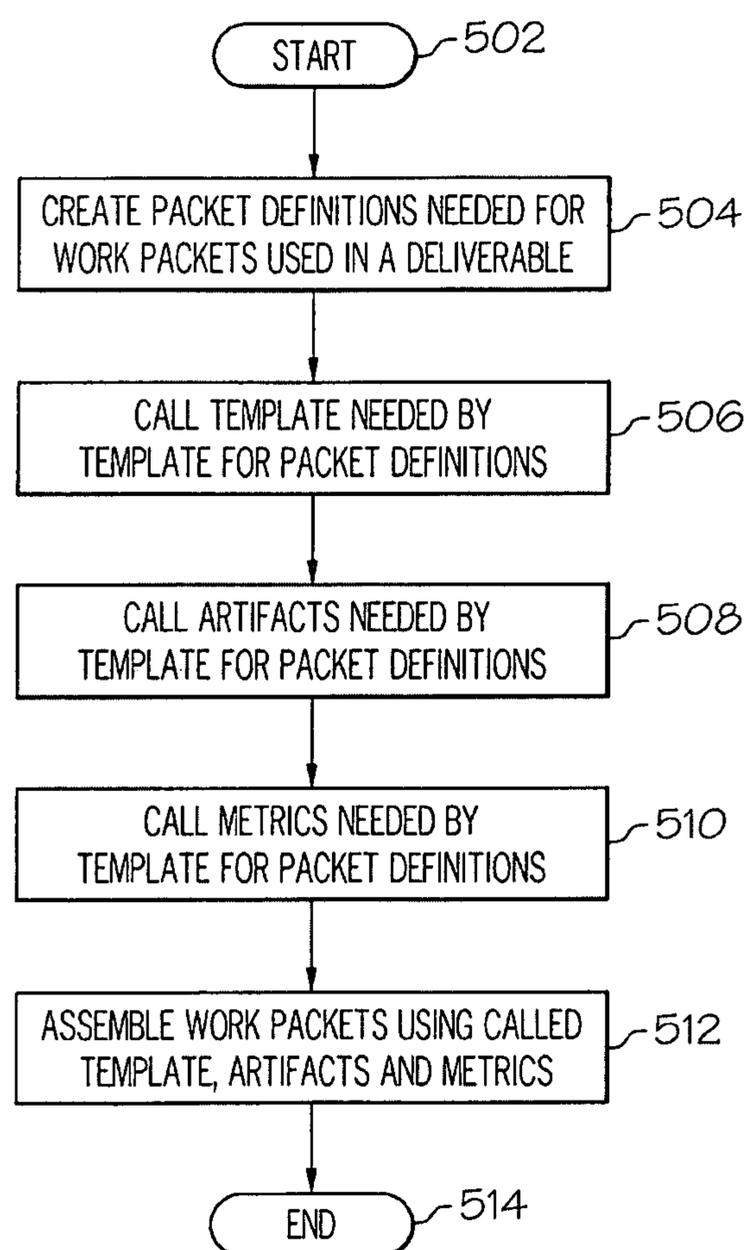 START
502
CREATE PACKET DEFINITIONS NEEDED FOR
WORK PACKETS USED IN A DELIVERABLE
504
CALL TEMPLATE NEEDED BY
TEMPLATE FOR PACKET DEFINITIONS
506
CALL ARTIFACTS NEEDED BY
TEMPLATE FOR PACKET DEFINITIONS
508
CALL METRICS NEEDED BY
TEMPLATE FOR PACKET DEFINITIONS
510
ASSEMBLE WORK PACKETS USING CALLED
TEMPLATE, ARTIFACTS AND METRICS
512
END
514